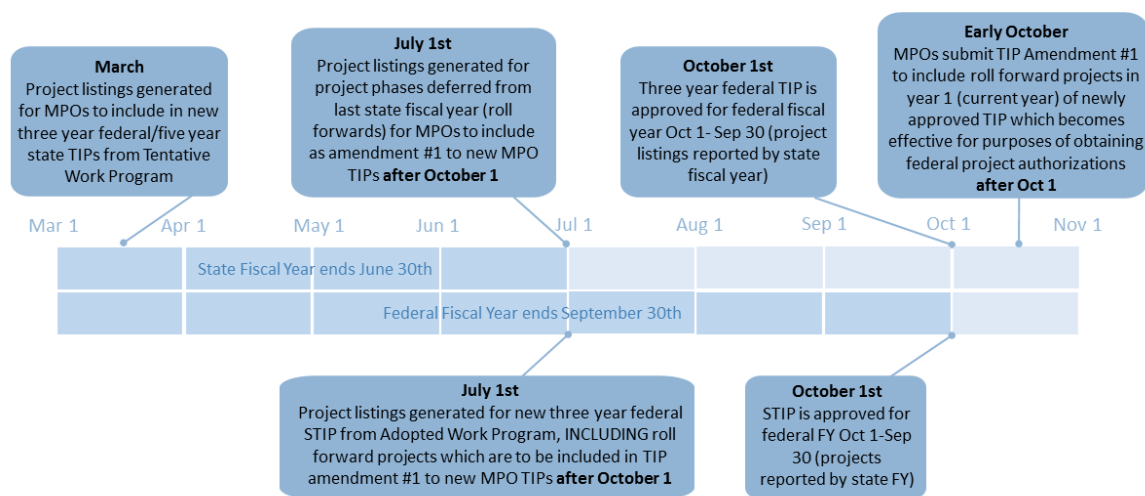 March
Project listings generated
for MPOs to include in new
three year federal/five year
state TIPs from Tentative
Work Program
July 1st
Project listings generated for
project phases deferred from
last state fiscal year (roll
forwards) for MPOs to include
as amendment #1 to new MPO
TIPs after October 1
October 1st
Three year federal TIP is
approved for federal fiscal
year Oct 1- Sep 30 (project
listings reported by state
fiscal year)
Early October
MPOs submit TIP Amendment #1
to include roll forward projects in
year 1 (current year) of newly
approved TIP which becomes
effective for purposes of obtaining
federal project authorizations
after Oct 1
Mar 1 Apr 1 May 1 Jun 1 Jul 1 Aug 1 Sep 1 Oct 1 Nov 1
State Fiscal Year ends June 30th
Federal Fiscal Year ends September 30th
July 1st
Project listings generated for new three year federal
STIP from Adopted Work Program, INCLUDING roll
forward projects which are to be included in TIP
amendment #1 to new MPO TIPs after October 1
October 1st
STIP is approved for
federal FY Oct 1-Sep
30 (projects
reported by state FY)